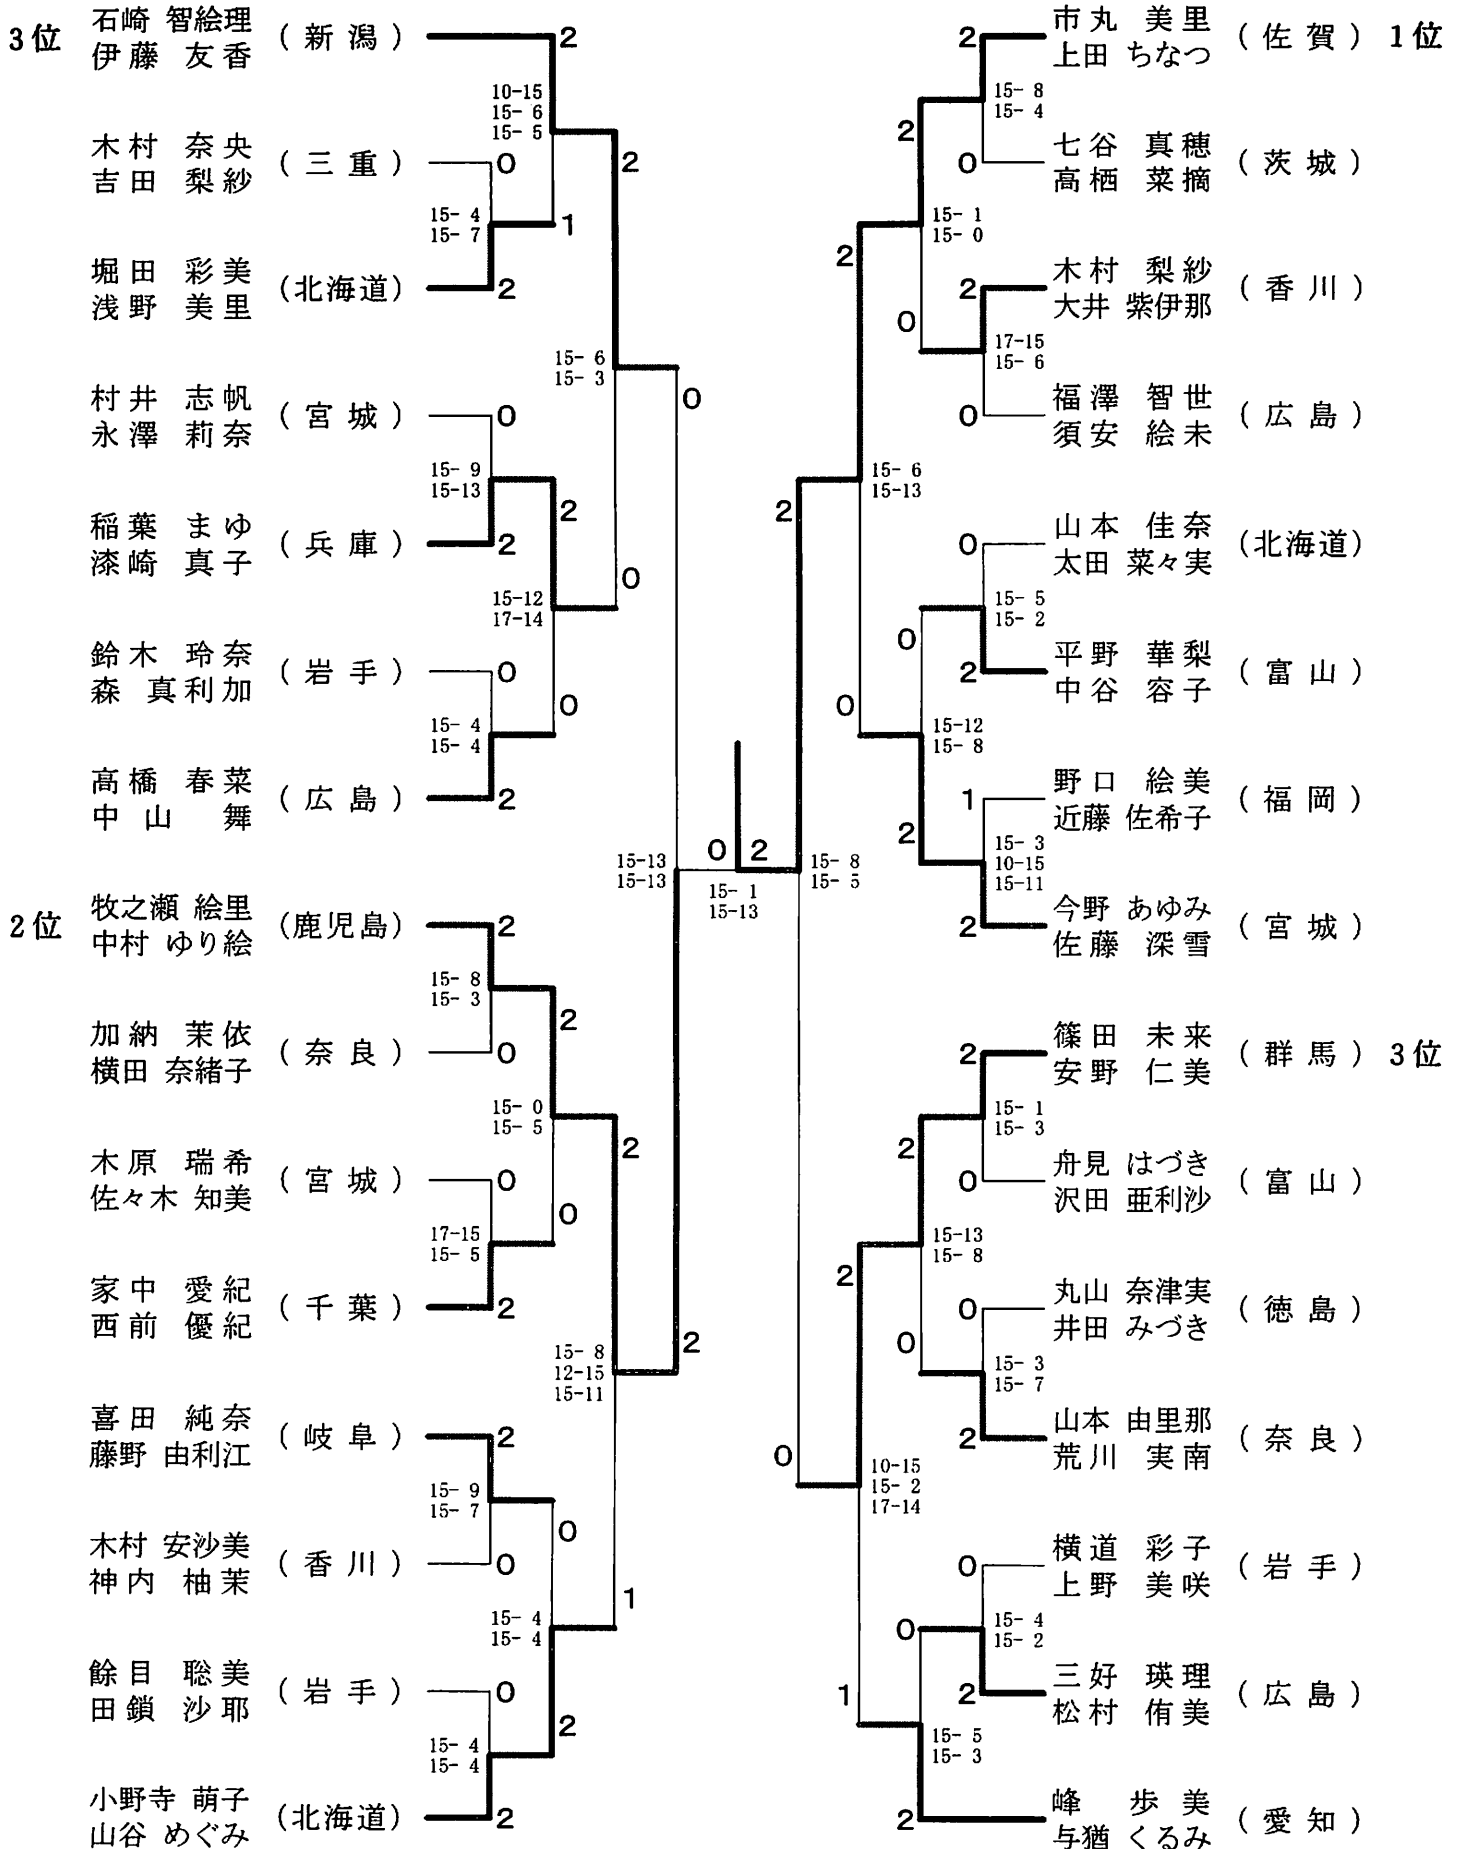 3位 石崎 智絵理 (新潟) 2
伊藤 友香
10-15
15- 6
15- 5
木村 奈央 (三重) 0
吉田 梨紗
2
15- 4
15- 7
1
堀田 彩美 (北海道) 2
浅野 美里
15- 6
15- 3
0
村井 志帆 (宮城) 0
永澤 莉奈
15- 9
15-13
2
稲葉 まゆ (兵庫) 2
漆崎 真子
0
15-12
17-14
鈴木 玲奈 (岩手) 0
森 真利加
0
15- 4
15- 4
髙橋 春菜 (広島) 2
中山 舞
15-13
15-13
0 2
15- 1
15-13
2位 牧之瀬 絵里 (鹿児島) 2
中村 ゆり絵
15- 8
15- 3
2
加納 茉依 (奈良) 0
横田 奈緒子
15- 0
15- 5
2
木原 瑞希 (宮城) 0
佐々木 知美
0
17-15
15- 5
家中 愛紀 (千葉) 2
西前 優紀
2
15- 8
12-15
15-11
喜田 純奈 (岐阜) 2
藤野 由利江
15- 9
15- 7
0
木村 安沙美 (香川) 0
神内 柚茉
1
15- 4
15- 4
餘目 聡美 (岩手) 0
田鎖 沙耶
2
15- 4
15- 4
小野寺 萌子 (北海道) 2
山谷 めぐみ
2 市丸 美里 (佐賀) 1位
上田 ちなつ
15- 8
15- 4
2
0 七谷 真穂 (茨城)
高栖 菜摘
15- 1
15- 0
2
2 木村 梨紗 (香川)
大井 紫伊那
0
17-15
15- 6
0 福澤 智世 (広島)
須安 絵未
15- 6
15-13
2
0 山本 佳奈 (北海道)
太田 菜々実
15- 5
15- 2
0
2 平野 華梨 (富山)
中谷 容子
0
15-12
15- 8
1 野口 絵美 (福岡)
近藤 佐希子
2
15- 3
10-15
15-11
15- 8
15- 5
2 今野 あゆみ (宮城)
佐藤 深雪
2 篠田 未来 (群馬) 3位
安野 仁美
15- 1
15- 3
2
0 舟見 はづき (富山)
沢田 亜利沙
15-13
15- 8
2
0 丸山 奈津実 (徳島)
井田 みづき
0
15- 3
15- 7
2 山本 由里那 (奈良)
荒川 実南
0
10-15
15- 2
17-14
0 横道 彩子 (岩手)
上野 美咲
0
15- 4
15- 2
1
2 三好 瑛理 (広島)
松村 侑美
15- 5
15- 3
2 峰 歩美 (愛知)
与猶 くるみ